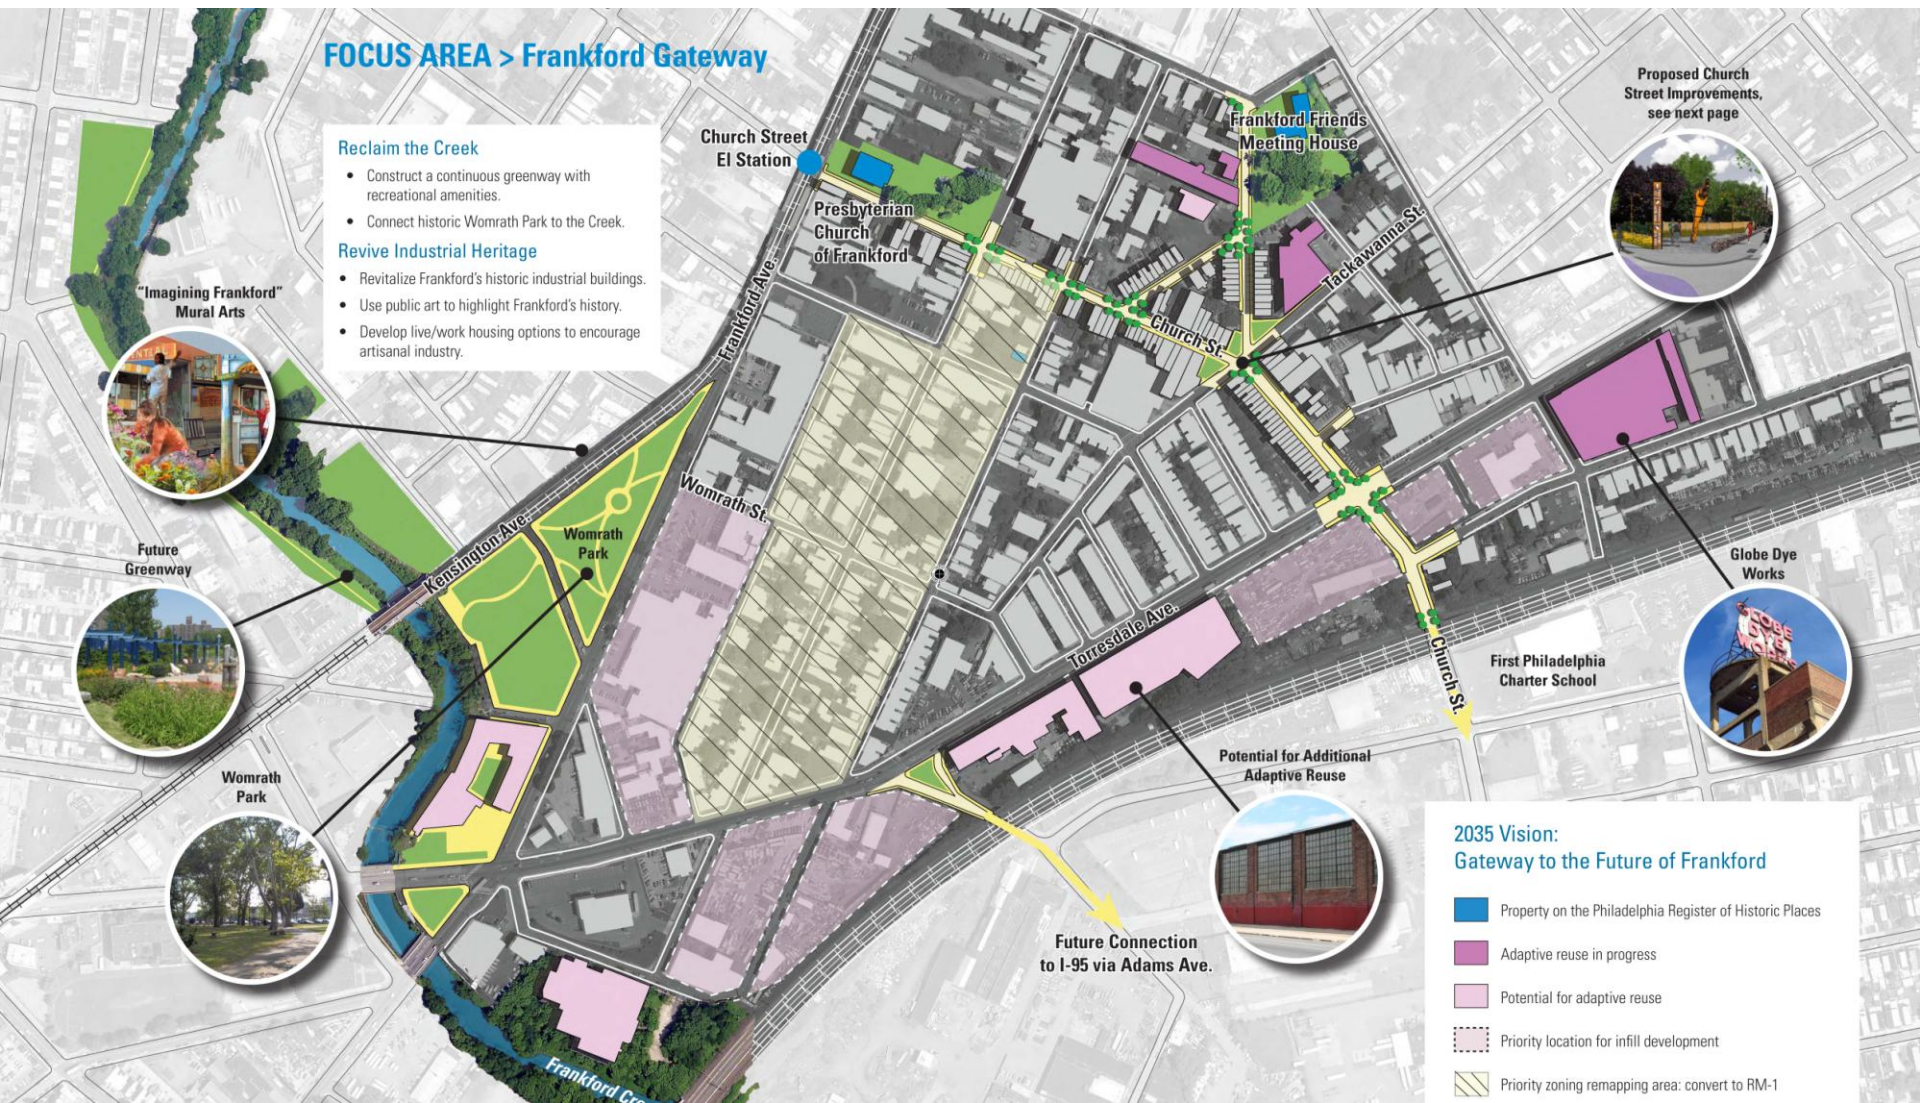 FOCUS AREA > Frankford Gateway
Reclaim the Creek
• Construct a continuous greenway with
recreational amenities.
• Connect historic Womrath Park to the Creek.
Revive Industrial Heritage
• Revitalize Frankford's historic industrial buildings.
• Use public art to highlight Frankford's history.
• Develop live/work housing options to encourage
artisanal industry.
Church Street
El Station
Presbyterian
Church
of Frankford
Frankford Friends
Meeting House
Proposed Church
Street Improvements,
see next page
Tackawanna St.
Church St.
Frankford Ave.
"Imagining Frankford"
Mural Arts
Womrath St.
Womrath
Park
Kensington Ave.
Future
Greenway
Globe Dye
Works
GLOBE
DYE
WORKS
Torresdale Ave.
Church St.
First Philadelphia
Charter School
Potential for Additional
Adaptive Reuse
Womrath
Park
Future Connection
to I-95 via Adams Ave.
Frankford Cre
2035 Vision:
Gateway to the Future of Frankford
Property on the Philadelphia Register of Historic Places
Adaptive reuse in progress
Potential for adaptive reuse
Priority location for infill development
Priority zoning remapping area: convert to RM-1